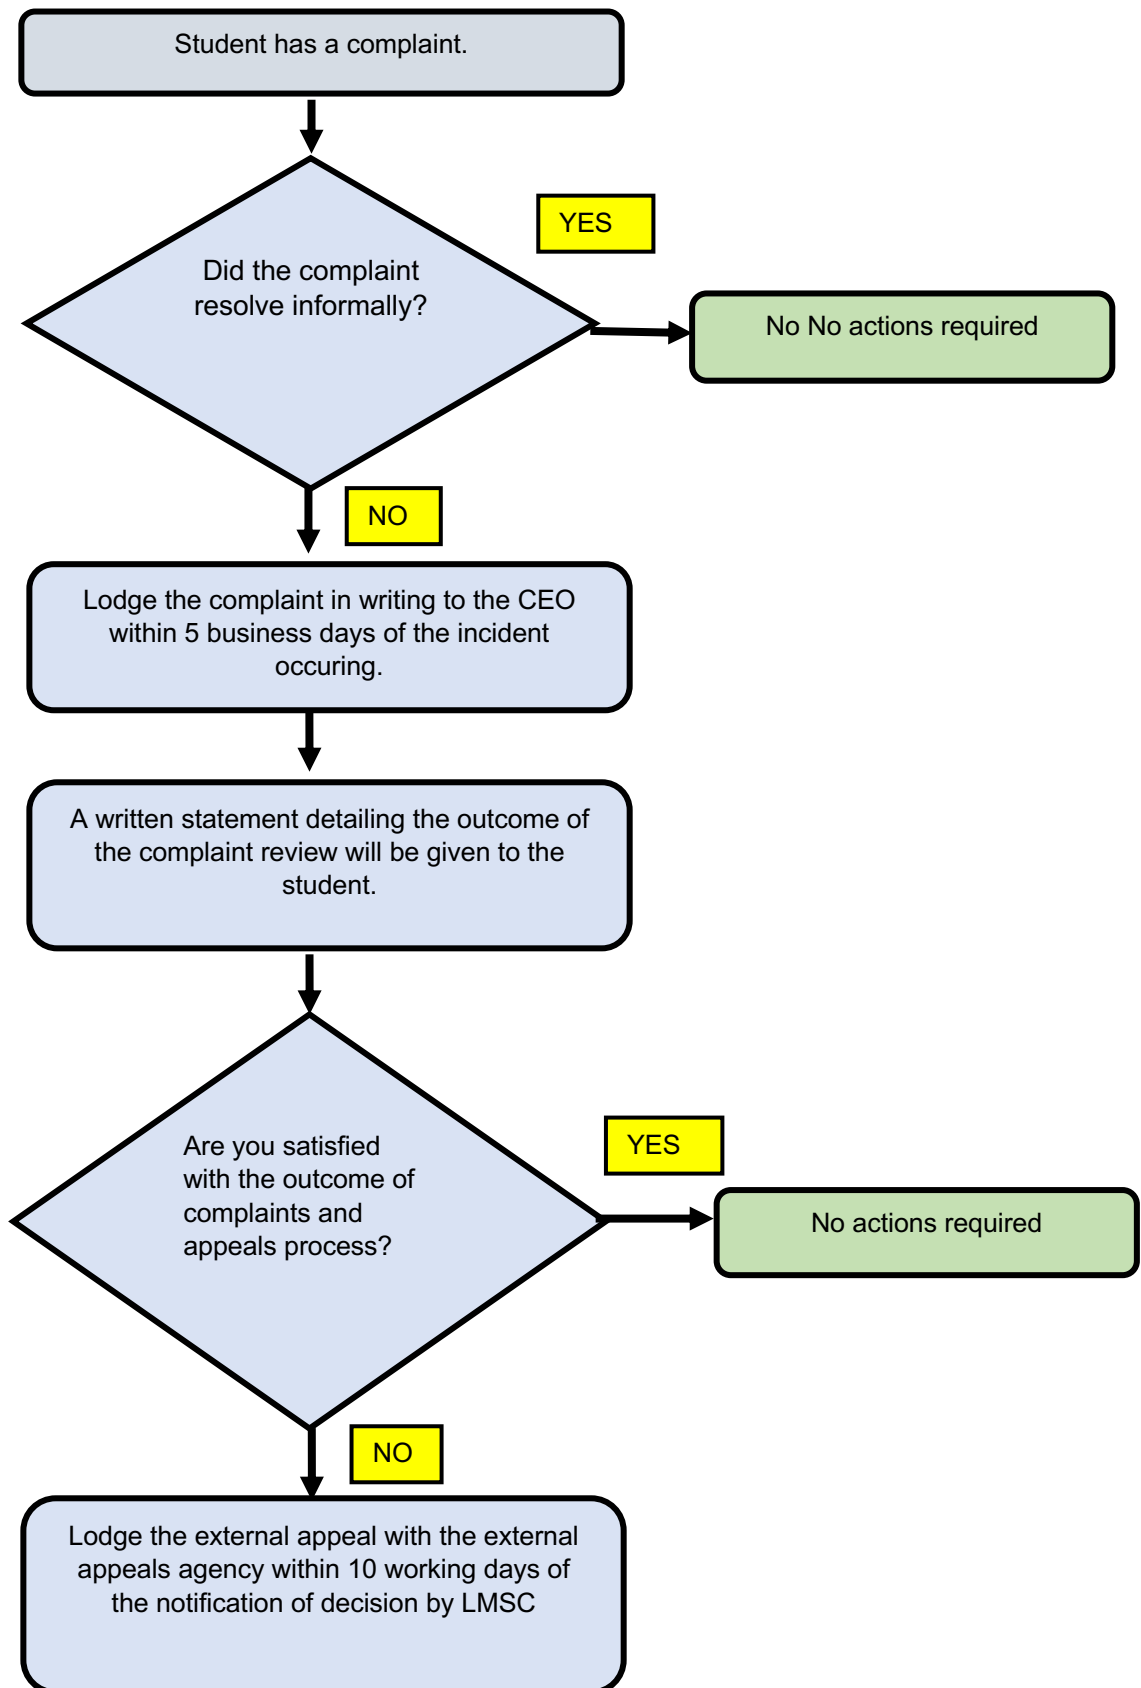 Student has a complaint.
YES
Did the complaint
resolve informally?
No No actions required
NO
Lodge the complaint in writing to the CEO
within 5 business days of the incident
occuring.
A written statement detailing the outcome of
the complaint review will be given to the
student.
Are you satisfied
with the outcome of
complaints and
appeals process?
YES
No actions required
NO
Lodge the external appeal with the external
appeals agency within 10 working days of
the notification of decision by LMSC